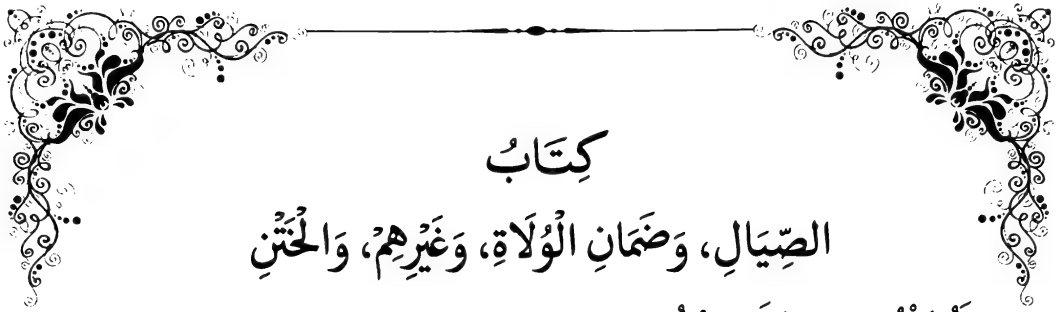 كِتَابُ
الصِّيَالِ، وَضَمَانِ الْوُلَاةِ، وَغَيْرِهِمْ، وَالْخَتْنِ